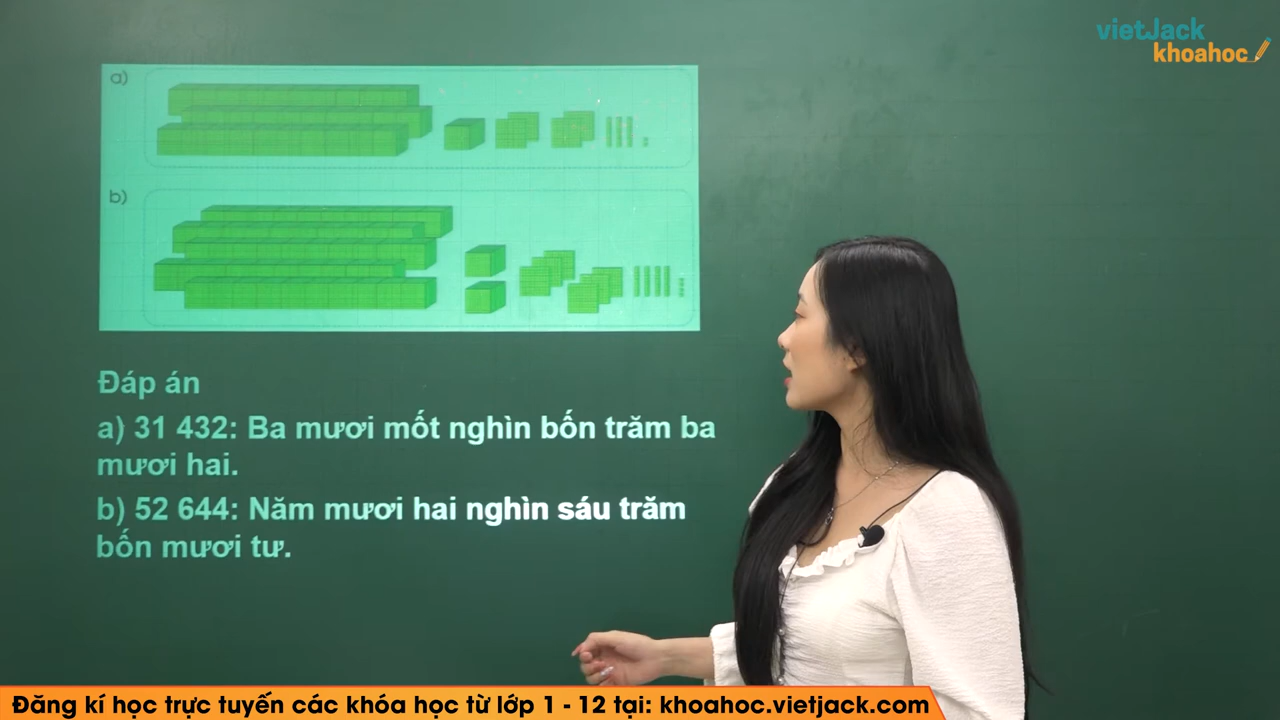 vietJack
khoahoc
a)
b)
Đáp án
a) 31 432: Ba mươi mốt nghìn bốn trăm ba
mươi hai.
b) 52 644: Năm mươi hai nghìn sáu trăm
bốn mươi tư.
Đăng kí học trực tuyến các khóa học từ lớp 1 - 12 tại: khoahoc.vietjack.com